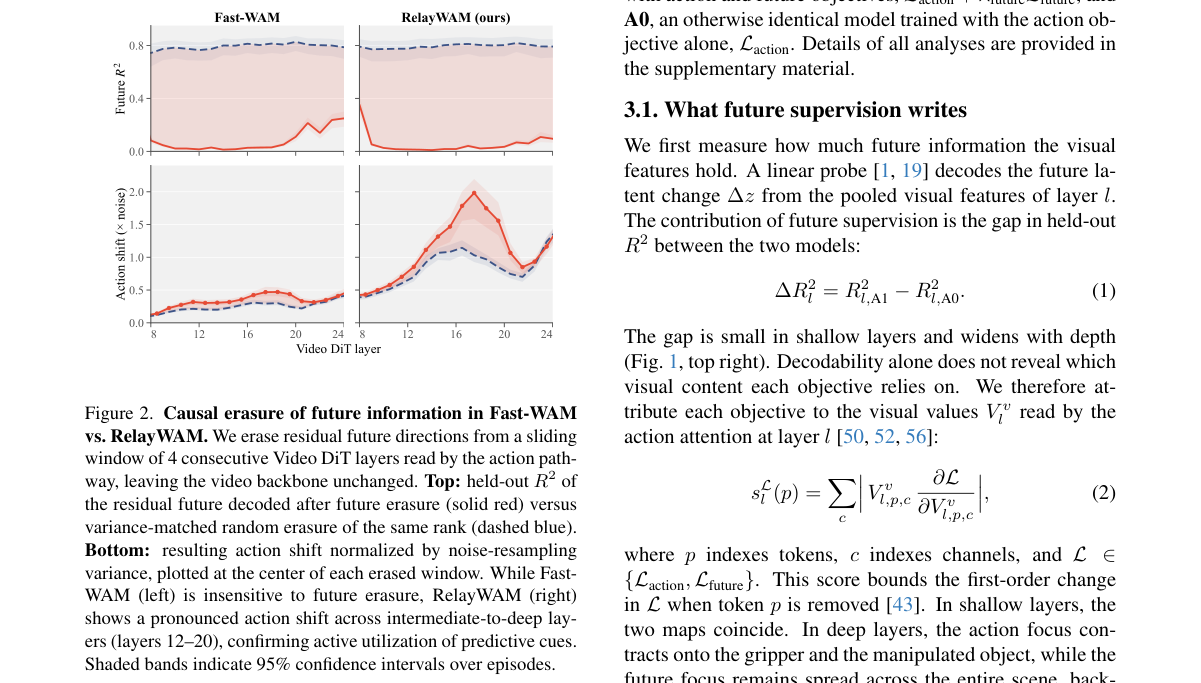 Fast-WAM
RelayWAM (ours)
0.8
0.4
0.0
Future R²
2.0
1.5
1.0
0.5
0.0
Action shift (× noise)
8 12 16 20 24
8 12 16 20 24
Video DiT layer
Figure 2. Causal erasure of future information in Fast-WAM
vs. RelayWAM. We erase residual future directions from a sliding
window of 4 consecutive Video DiT layers read by the action path-
way, leaving the video backbone unchanged. Top: held-out R² of
the residual future decoded after future erasure (solid red) versus
variance-matched random erasure of the same rank (dashed blue).
Bottom: resulting action shift normalized by noise-resampling
variance, plotted at the center of each erased window. While Fast-
WAM (left) is insensitive to future erasure, RelayWAM (right)
shows a pronounced action shift across intermediate-to-deep lay-
ers (layers 12–20), confirming active utilization of predictive cues.
Shaded bands indicate 95% confidence intervals over episodes.
A0, an otherwise identical model trained with the action ob-
jective alone, ℒaction. Details of all analyses are provided in
the supplementary material.
3.1. What future supervision writes
We first measure how much future information the visual
features hold. A linear probe [1, 19] decodes the future la-
tent change Δz from the pooled visual features of layer l.
The contribution of future supervision is the gap in held-out
R² between the two models:
ΔR²_l = R²_{l,A1} − R²_{l,A0}. (1)
The gap is small in shallow layers and widens with depth
(Fig. 1, top right). Decodability alone does not reveal which
visual content each objective relies on. We therefore at-
tribute each objective to the visual values V_l^v read by the
action attention at layer l [50, 52, 56]:
s_l^ℒ(p) = ∑_c | V_{l,p,c}^v ∂ℒ / ∂V_{l,p,c}^v |, (2)
where p indexes tokens, c indexes channels, and ℒ ∈
{ℒaction, ℒfuture}. This score bounds the first-order change
in ℒ when token p is removed [43]. In shallow layers, the
two maps coincide. In deep layers, the action focus con-
tracts onto the gripper and the manipulated object, while the
future focus remains spread across the entire scene, back-